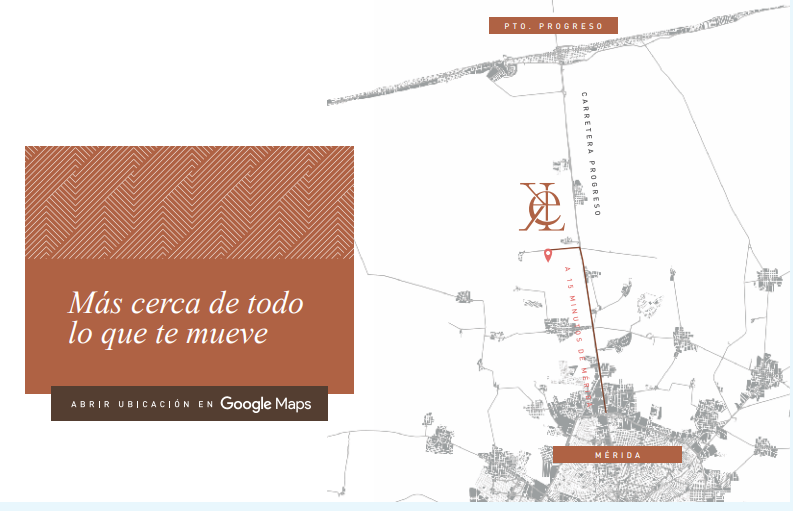 PTO. PROGRESO
CARRETERA PROGRESO
A 15 MINUTOS DE MÉRIDA
Más cerca de todo
lo que te mueve
ABRIR UBICACIÓN EN Google Maps
MÉRIDA